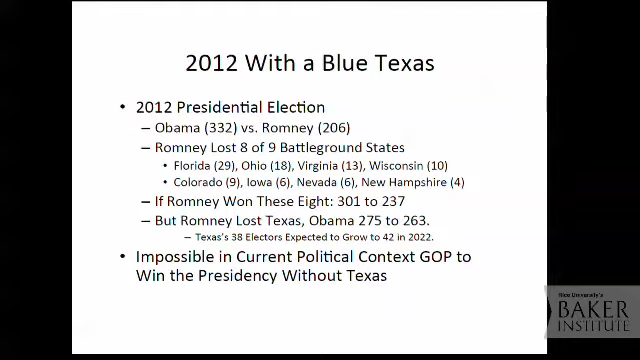 2012 With a Blue Texas
• 2012 Presidential Election
– Obama (332) vs. Romney (206)
– Romney Lost 8 of 9 Battleground States
• Florida (29), Ohio (18), Virginia (13), Wisconsin (10)
• Colorado (9), Iowa (6), Nevada (6), New Hampshire (4)
– If Romney Won These Eight: 301 to 237
– But Romney Lost Texas, Obama 275 to 263.
– Texas's 38 Electors Expected to Grow to 42 in 2022.
• Impossible in Current Political Context GOP to
Win the Presidency Without Texas
Rice University's
BAKER
INSTITUTE